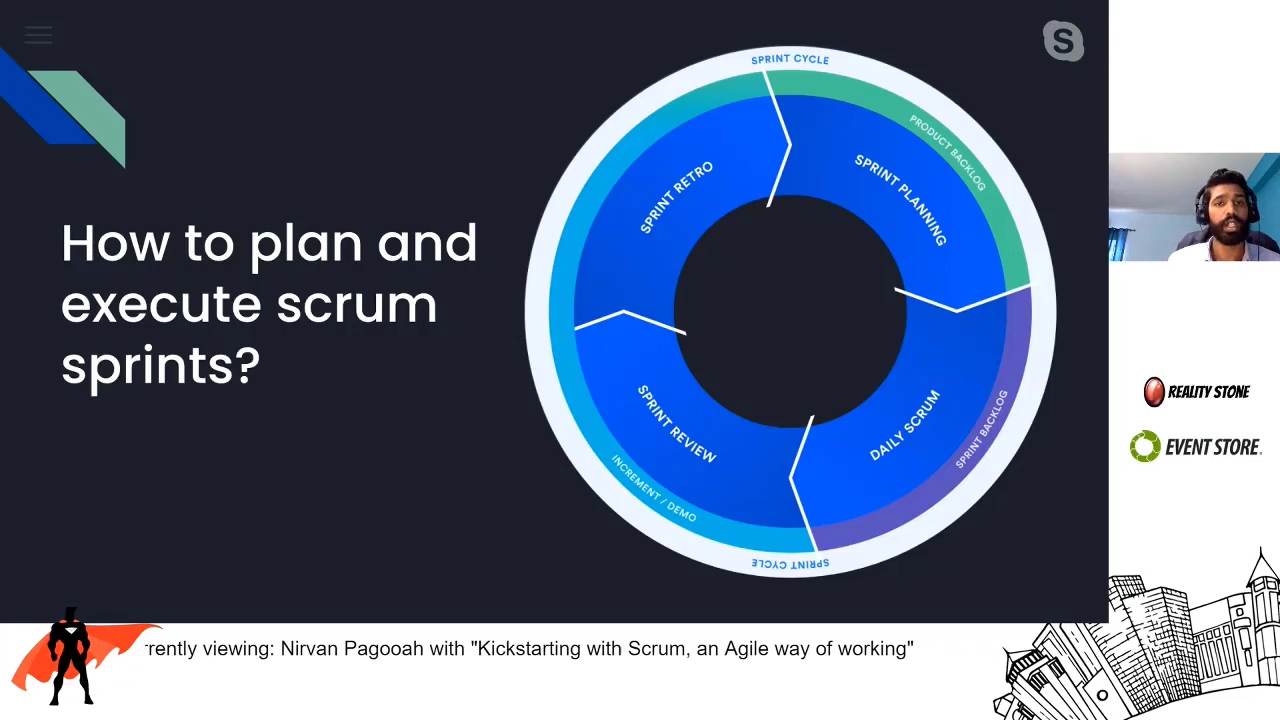 How to plan and
execute scrum
sprints?
SPRINT CYCLE
PRODUCT BACKLOG
SPRINT PLANNING
SPRINT RETRO
DAILY SCRUM
SPRINT BACKLOG
SPRINT REVIEW
INCREMENT / DEMO
SPRINT CYCLE
S
REALITY STONE
EVENT STORE
rrently viewing: Nirvan Pagooah with "Kickstarting with Scrum, an Agile way of working"